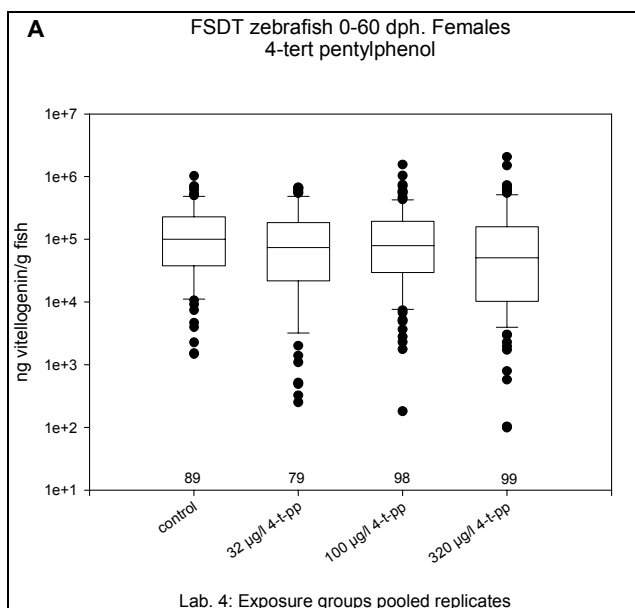 A
FSDT zebrafish 0-60 dph. Females
4-tert pentylphenol
ng vitellogenin/g fish
1e+7
1e+6
1e+5
1e+4
1e+3
1e+2
1e+1
89 79 98 99
control 32 µg/l 4-t-pp 100 µg/l 4-t-pp 320 µg/l 4-t-pp
Lab. 4: Exposure groups pooled replicates